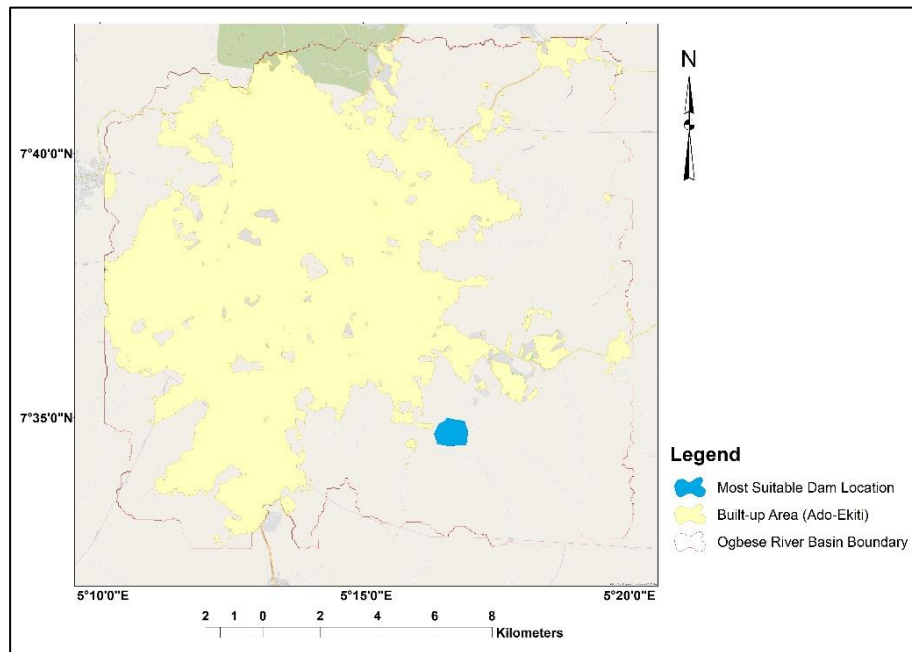 N
7°40'0"N
7°35'0"N
5°10'0"E
5°15'0"E
5°20'0"E
2 1 0 2 4 6 8
Kilometers
Legend
Most Suitable Dam Location
Built-up Area (Ado-Ekiti)
Ogbese River Basin Boundary